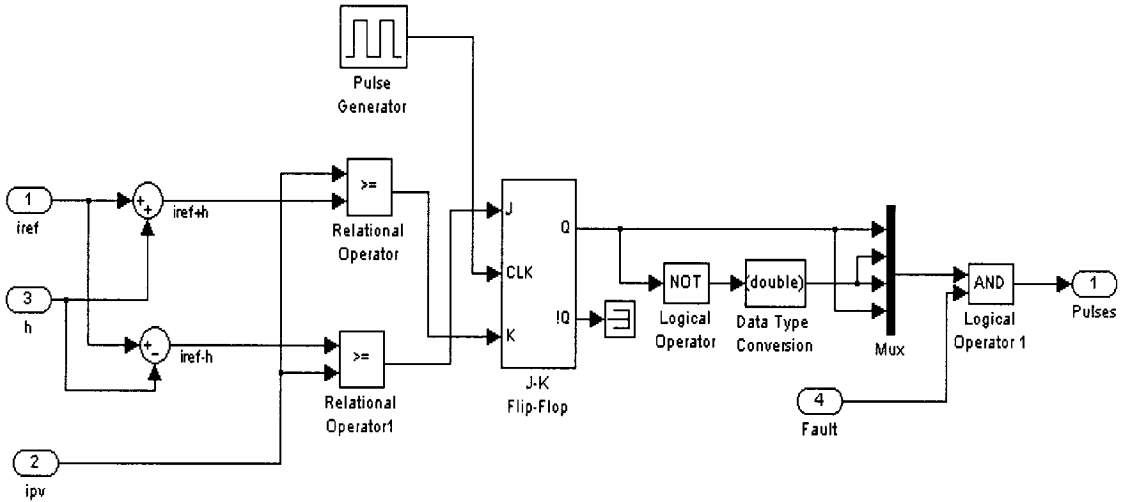 Pulse
Generator
1
iref
+
+
iref+h
>=
Relational
Operator
3
h
+
-
iref-h
>=
Relational
Operator1
2
ipv
J
CLK
K
Q
!Q
J-K
Flip-Flop
NOT
Logical
Operator
(double)
Data Type
Conversion
Mux
AND
Logical
Operator 1
1
Pulses
4
Fault